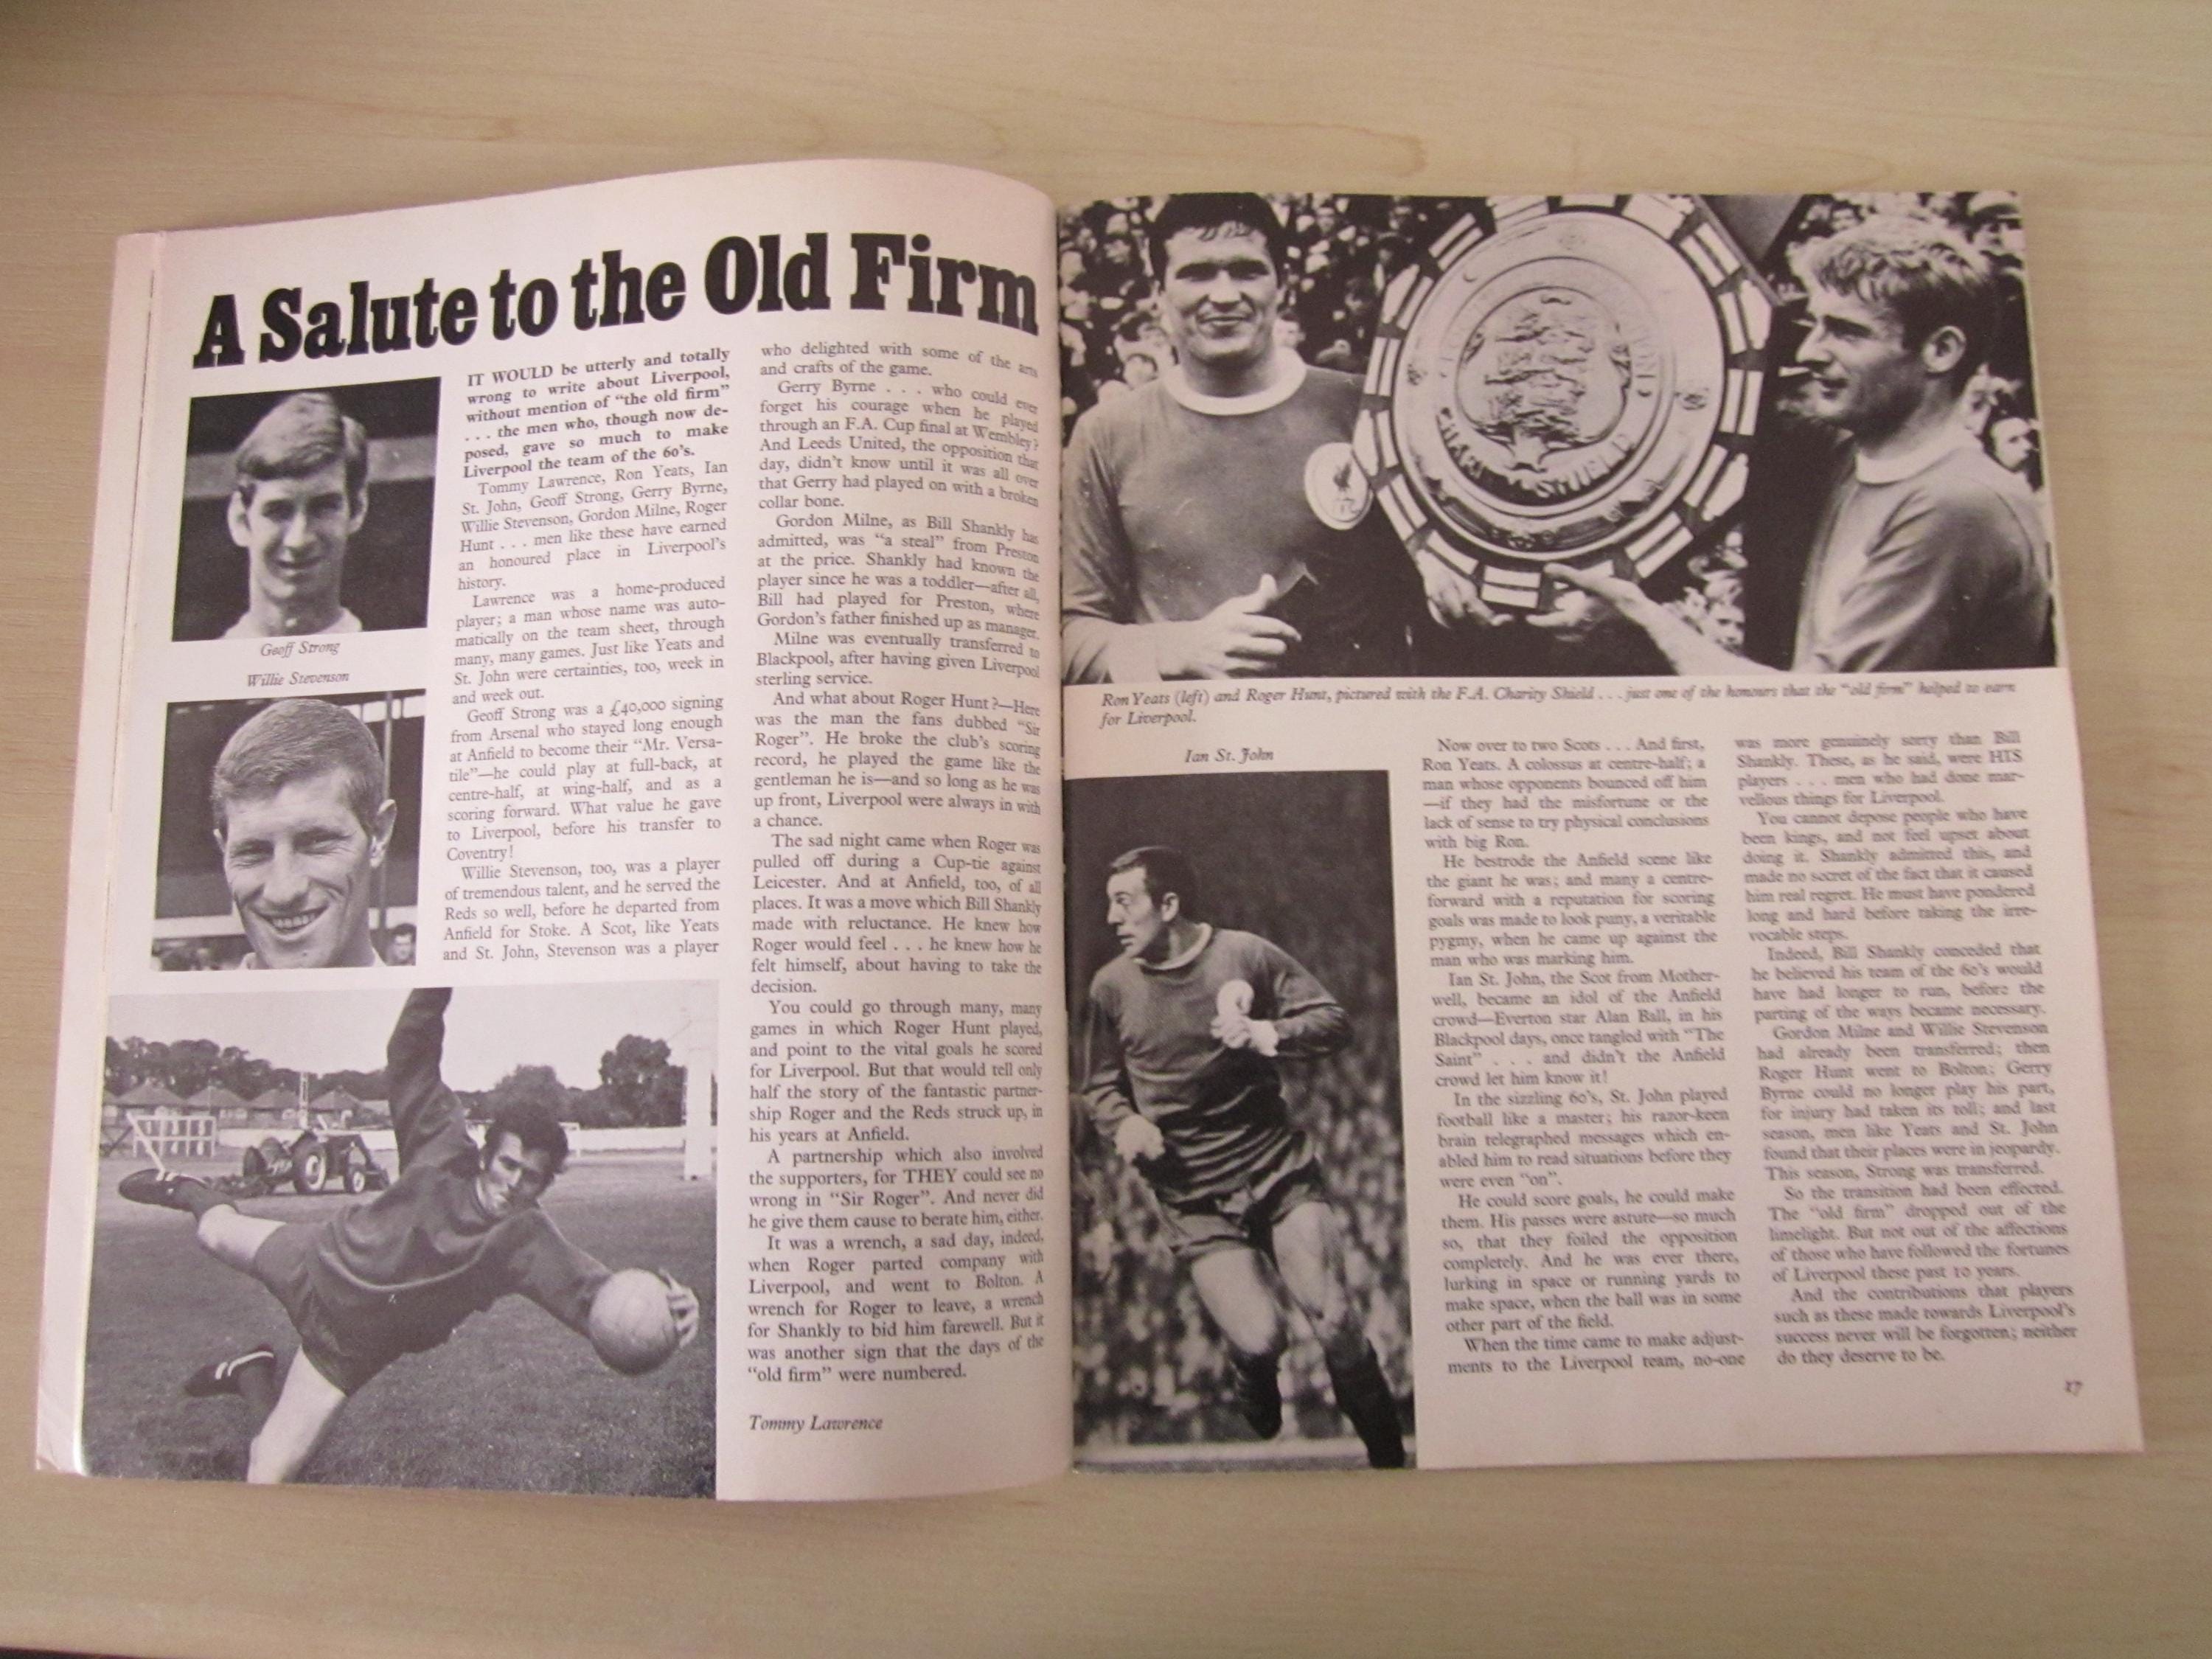 A Salute to the Old Firm
Geoff Strong
Willie Stevenson
IT WOULD be utterly and totally
wrong to write about Liverpool,
without mention of "the old firm"
. . . the men who, though now de-
posed, gave so much to make
Liverpool the team of the 60's.
Tommy Lawrence, Ron Yeats, Ian
St. John, Geoff Strong, Gerry Byrne,
Willie Stevenson, Gordon Milne, Roger
Hunt . . . men like these have earned
an honoured place in Liverpool's
history.
Lawrence was a home-produced
player; a man whose name was auto-
matically on the team sheet, through
many, many games. Just like Yeats and
St. John were certainties, too, week in
and week out.
Geoff Strong was a £40,000 signing
from Arsenal who stayed long enough
at Anfield to become their "Mr. Versa-
tile"—he could play at full-back, at
centre-half, at wing-half, and as a
scoring forward. What value he gave
to Liverpool, before his transfer to
Coventry!
Willie Stevenson, too, was a player
of tremendous talent, and he served the
Reds so well, before he departed from
Anfield for Stoke. A Scot, like Yeats
and St. John, Stevenson was a player
who delighted with some of the arts
and crafts of the game.
Gerry Byrne . . . who could ever
forget his courage when he played
through an F.A. Cup final at Wembley?
And Leeds United, the opposition that
day, didn't know until it was all over
that Gerry had played on with a broken
collar bone.
Gordon Milne, as Bill Shankly has
admitted, was "a steal" from Preston
at the price. Shankly had known the
player since he was a toddler—after all,
Bill had played for Preston, where
Gordon's father finished up as manager.
Milne was eventually transferred to
Blackpool, after having given Liverpool
sterling service.
And what about Roger Hunt?—Here
was the man the fans dubbed "Sir
Roger". He broke the club's scoring
record, he played the game like the
gentleman he is—and so long as he was
up front, Liverpool were always in with
a chance.
The sad night came when Roger was
pulled off during a Cup-tie against
Leicester. And at Anfield, too, of all
places. It was a move which Bill Shankly
made with reluctance. He knew how
Roger would feel . . . he knew how he
felt himself, about having to take the
decision.
You could go through many, many
games in which Roger Hunt played,
and point to the vital goals he scored
for Liverpool. But that would tell only
half the story of the fantastic partner-
ship Roger and the Reds struck up, in
his years at Anfield.
A partnership which also involved
the supporters, for THEY could see no
wrong in "Sir Roger". And never did
he give them cause to berate him, either.
It was a wrench, a sad day, indeed,
when Roger parted company with
Liverpool, and went to Bolton. A
wrench for Roger to leave, a wrench
for Shankly to bid him farewell. But it
was another sign that the days of the
"old firm" were numbered.
Tommy Lawrence
CHARITY SHIELD
Ron Yeats (left) and Roger Hunt, pictured with the F.A. Charity Shield . . . just one of the honours that the "old firm" helped to earn
for Liverpool.
Ian St. John
Now over to two Scots . . . And first,
Ron Yeats. A colossus at centre-half; a
man whose opponents bounced off him
—if they had the misfortune or the
lack of sense to try physical conclusions
with big Ron.
He bestrode the Anfield scene like
the giant he was; and many a centre-
forward with a reputation for scoring
goals was made to look puny, a veritable
pygmy, when he came up against the
man who was marking him.
Ian St. John, the Scot from Mother-
well, became an idol of the Anfield
crowd—Everton star Alan Ball, in his
Blackpool days, once tangled with "The
Saint" . . . and didn't the Anfield
crowd let him know it!
In the sizzling 60's, St. John played
football like a master; his razor-keen
brain telegraphed messages which en-
abled him to read situations before they
were even "on".
He could score goals, he could make
them. His passes were astute—so much
so, that they foiled the opposition
completely. And he was ever there,
lurking in space or running yards to
make space, when the ball was in some
other part of the field.
When the time came to make adjust-
ments to the Liverpool team, no-one
was more genuinely sorry than Bill
Shankly. These, as he said, were HIS
players . . . men who had done mar-
vellous things for Liverpool.
You cannot depose people who have
been kings, and not feel upset about
doing it. Shankly admitted this, and
made no secret of the fact that it caused
him real regret. He must have pondered
long and hard before taking the irre-
vocable steps.
Indeed, Bill Shankly conceded that
he believed his team of the 60's would
have had longer to run, before the
parting of the ways became necessary.
Gordon Milne and Willie Stevenson
had already been transferred; then
Roger Hunt went to Bolton; Gerry
Byrne could no longer play his part,
for injury had taken its toll; and last
season, men like Yeats and St. John
found that their places were in jeopardy.
This season, Strong was transferred.
So the transition had been effected.
The "old firm" dropped out of the
limelight. But not out of the affections
of those who have followed the fortunes
of Liverpool these past 10 years.
And the contributions that players
such as these made towards Liverpool's
success never will be forgotten; neither
do they deserve to be.
17